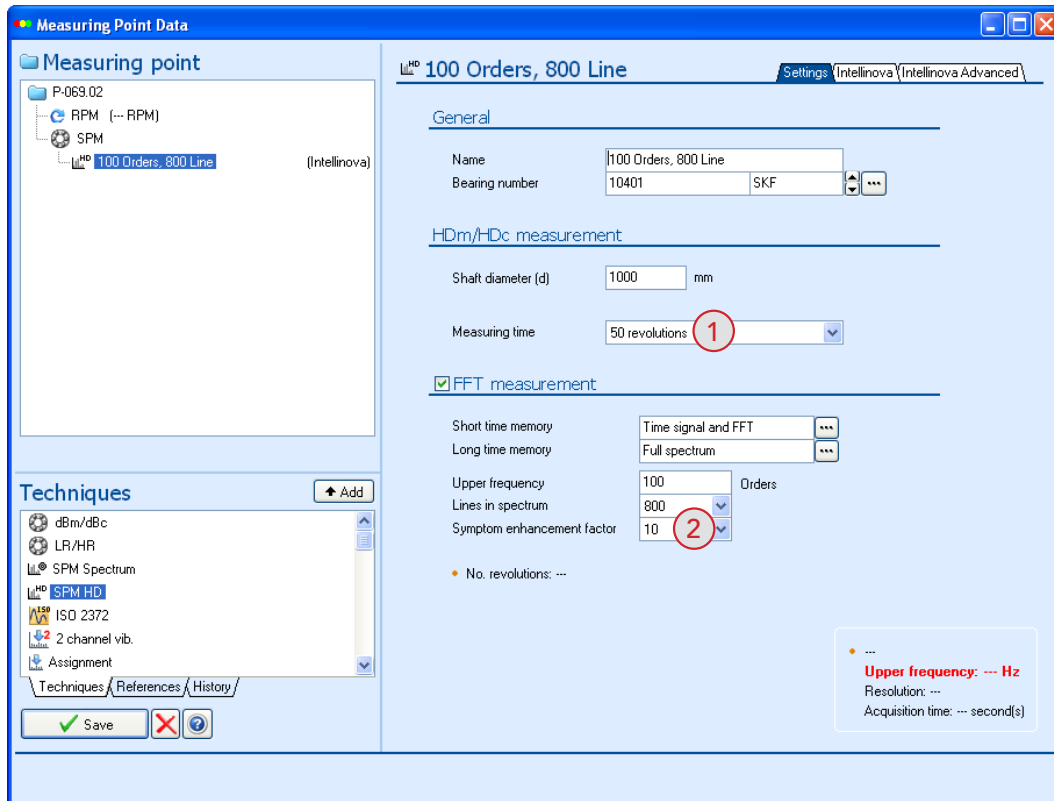 Measuring Point Data
Measuring point
P-069.02
RPM (--- RPM)
SPM
HD 100 Orders, 800 Line (Intellinova)
Techniques
Add
dBm/dBc
LR/HR
SPM Spectrum
HD SPM HD
ISO ISO 2372
2 2 channel vib.
Assignment
Techniques References History
Save
HD 100 Orders, 800 Line
Settings Intellinova Intellinova Advanced
General
Name 100 Orders, 800 Line
Bearing number 10401 SKF ...
HDm/HDc measurement
Shaft diameter (d) 1000 mm
Measuring time 50 revolutions 1
FFT measurement
Short time memory Time signal and FFT ...
Long time memory Full spectrum ...
Upper frequency 100 Orders
Lines in spectrum 800
Symptom enhancement factor 10 2
• No. revolutions: ---
• ---
Upper frequency: --- Hz
Resolution: ---
Acquisition time: --- second(s)